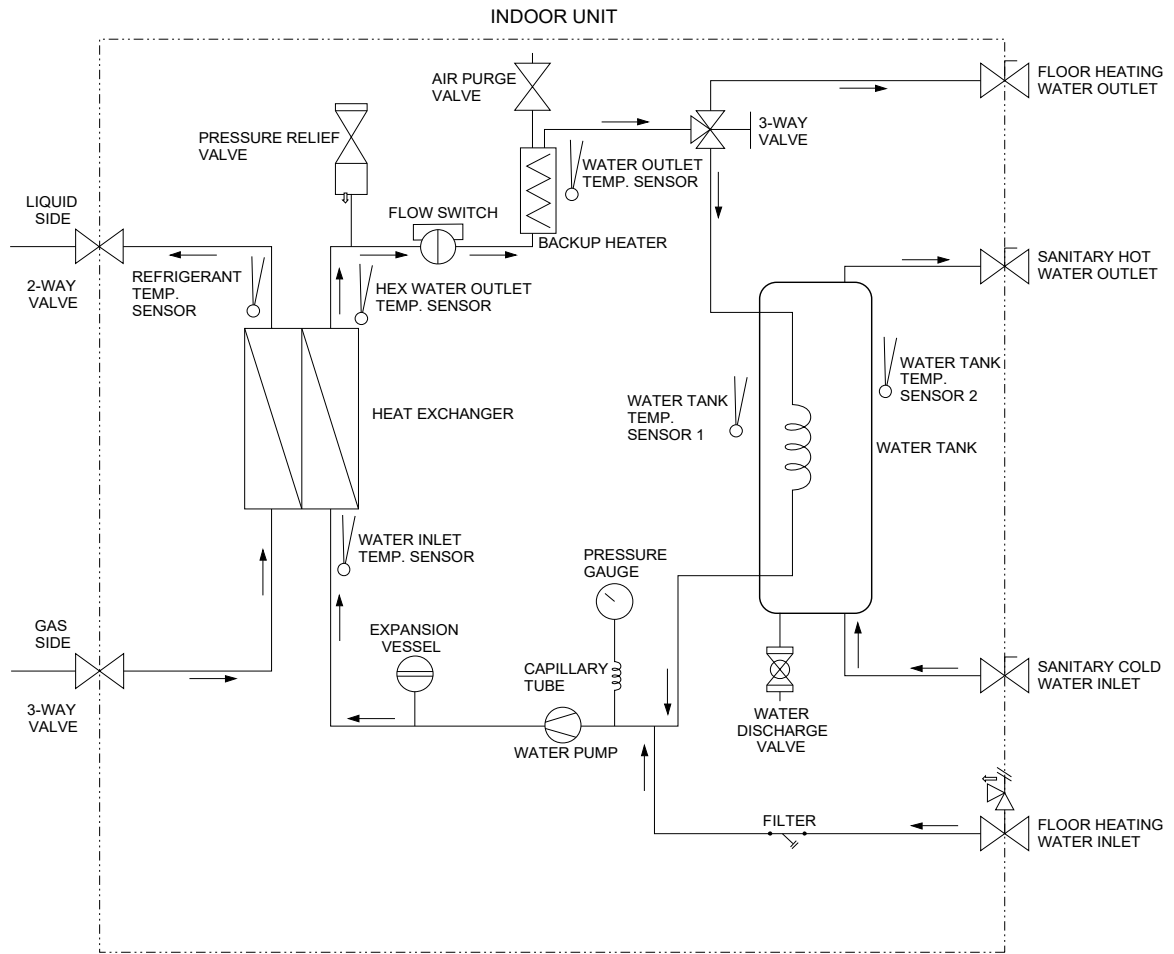 INDOOR UNIT
AIR PURGE
VALVE
FLOOR HEATING
WATER OUTLET
PRESSURE RELIEF
VALVE
3-WAY
VALVE
WATER OUTLET
TEMP. SENSOR
LIQUID
SIDE
FLOW SWITCH
BACKUP HEATER
SANITARY HOT
WATER OUTLET
2-WAY
VALVE
REFRIGERANT
TEMP.
SENSOR
HEX WATER OUTLET
TEMP. SENSOR
WATER TANK
TEMP.
SENSOR 2
WATER TANK
TEMP.
SENSOR 1
HEAT EXCHANGER
WATER TANK
WATER INLET
TEMP. SENSOR
PRESSURE
GAUGE
GAS
SIDE
EXPANSION
VESSEL
CAPILLARY
TUBE
SANITARY COLD
WATER INLET
3-WAY
VALVE
WATER PUMP
WATER
DISCHARGE
VALVE
FILTER
FLOOR HEATING
WATER INLET